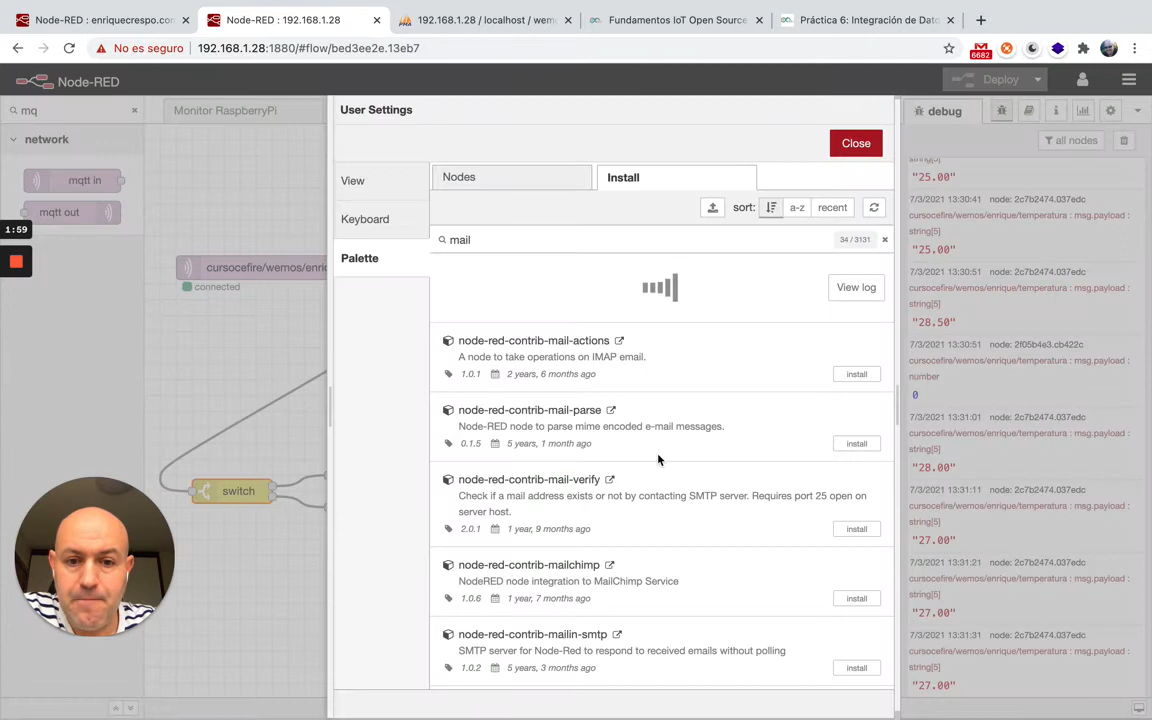 Node-RED : enriquecrespo.con
Node-RED : 192.168.1.28
192.168.1.28 / localhost / wem
Fundamentos IoT Open Source
Práctica 6: Integración de Dato
No es seguro
192.168.1.28:1880/#flow/bed3ee2e.13eb7
6682
Node-RED
Deploy
mq
Monitor RaspberryPi
network
mqtt in
mqtt out
1:59
cursocefire/wemos/enric
connected
switch
User Settings
Close
View
Keyboard
Palette
Nodes
Install
sort:
a-z
recent
mail
34 / 3131
View log
node-red-contrib-mail-actions
A node to take operations on IMAP email.
1.0.1 2 years, 6 months ago
install
node-red-contrib-mail-parse
Node-RED node to parse mime encoded e-mail messages.
0.1.5 5 years, 1 month ago
install
node-red-contrib-mail-verify
Check if a mail address exists or not by contacting SMTP server. Requires port 25 open on
server host.
2.0.1 1 year, 9 months ago
install
node-red-contrib-mailchimp
NodeRED node integration to MailChimp Service
1.0.6 1 year, 7 months ago
install
node-red-contrib-mailin-smtp
SMTP server for Node-Red to respond to received emails without polling
1.0.2 5 years, 3 months ago
install
debug
all nodes
string[5]
"25.00"
7/3/2021 13:30:41 node: 2c7b2474.037edc
cursocefire/wemos/enrique/temperatura : msg.payload :
string[5]
"25.00"
7/3/2021 13:30:51 node: 2c7b2474.037edc
cursocefire/wemos/enrique/temperatura : msg.payload :
string[5]
"28.50"
7/3/2021 13:30:51 node: 2f05b4e3.cb422c
cursocefire/wemos/enrique/temperatura : msg.payload :
number
0
7/3/2021 13:31:01 node: 2c7b2474.037edc
cursocefire/wemos/enrique/temperatura : msg.payload :
string[5]
"28.00"
7/3/2021 13:31:11 node: 2c7b2474.037edc
cursocefire/wemos/enrique/temperatura : msg.payload :
string[5]
"27.00"
7/3/2021 13:31:21 node: 2c7b2474.037edc
cursocefire/wemos/enrique/temperatura : msg.payload :
string[5]
"27.00"
7/3/2021 13:31:31 node: 2c7b2474.037edc
cursocefire/wemos/enrique/temperatura : msg.payload :
string[5]
"27.00"